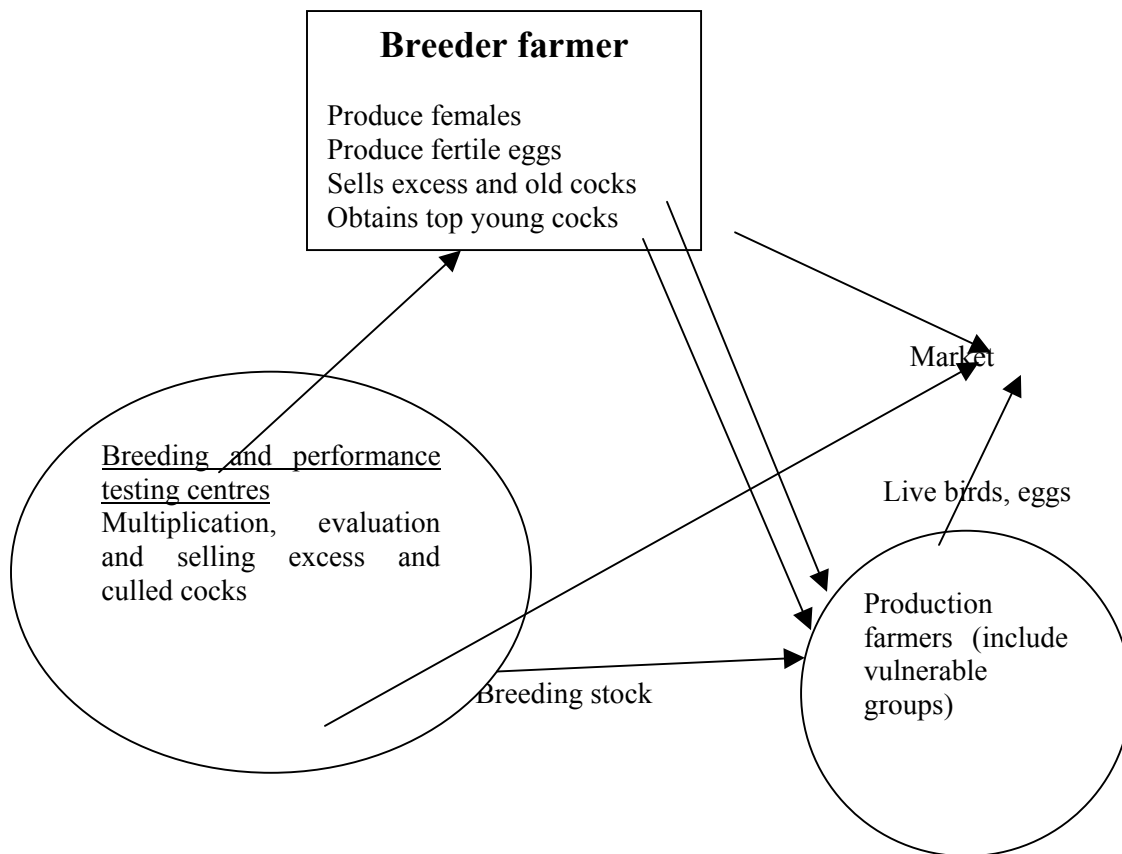 Breeder farmer
Produce females
Produce fertile eggs
Sells excess and old cocks
Obtains top young cocks
Market
Breeding and performance
testing centres
Multiplication, evaluation
and selling excess and
culled cocks
Live birds, eggs
Production
farmers (include
vulnerable
groups)
Breeding stock